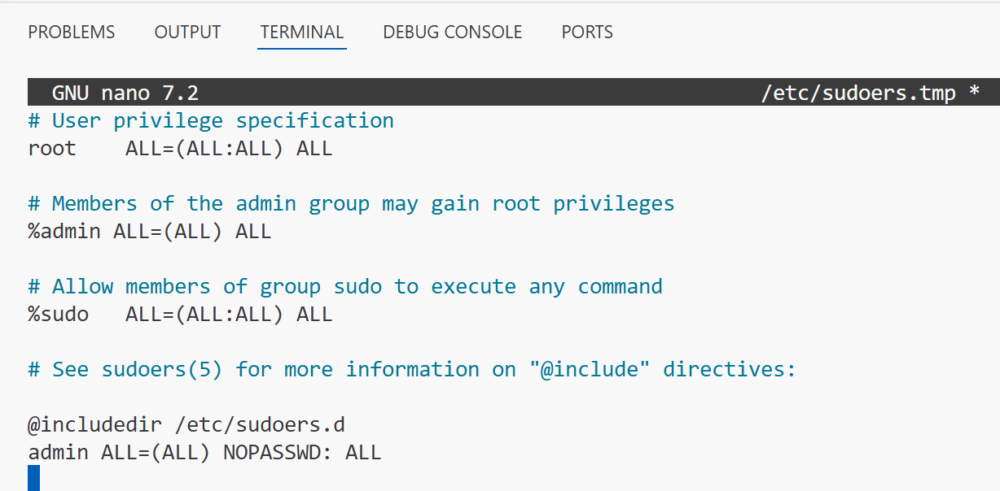 PROBLEMS OUTPUT TERMINAL DEBUG CONSOLE PORTS
GNU nano 7.2 /etc/sudoers.tmp *
# User privilege specification
root    ALL=(ALL:ALL) ALL
# Members of the admin group may gain root privileges
%admin ALL=(ALL) ALL
# Allow members of group sudo to execute any command
%sudo   ALL=(ALL:ALL) ALL
# See sudoers(5) for more information on "@include" directives:
@includedir /etc/sudoers.d
admin ALL=(ALL) NOPASSWD: ALL